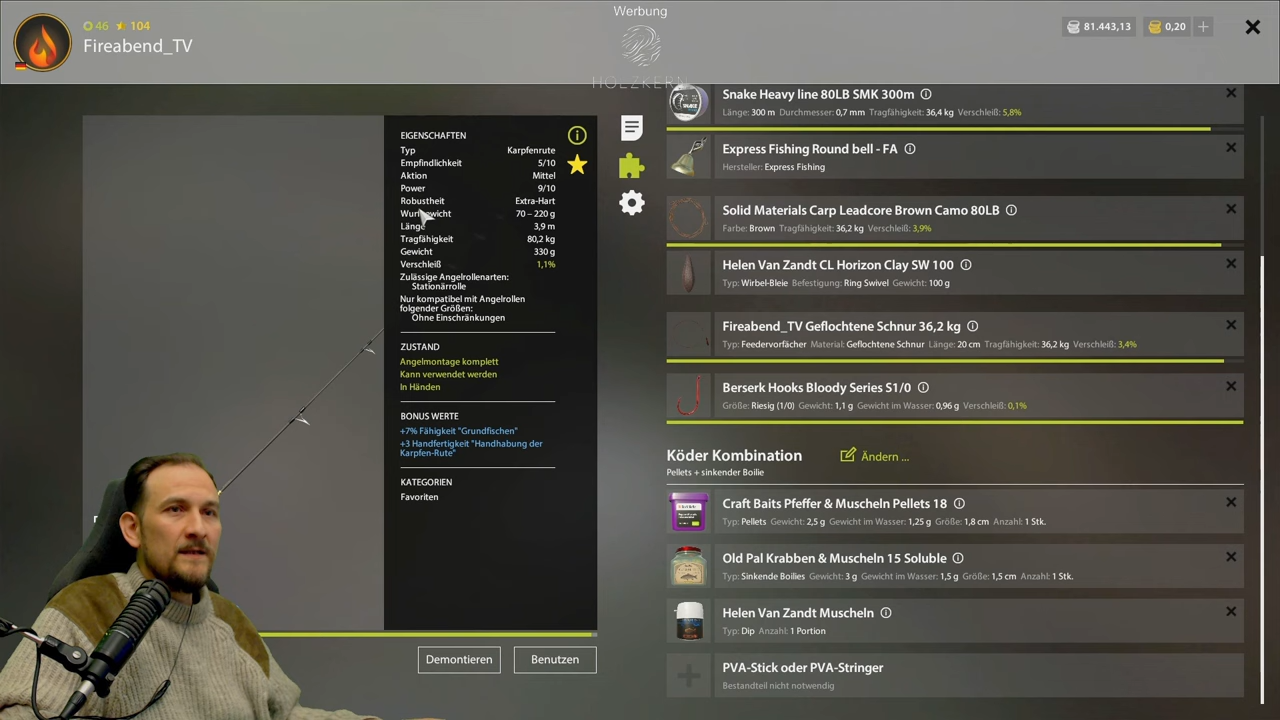 46 104
Fireabend_TV
Werbung
HOLZKERN
81.443,13
0,20
EIGENSCHAFTEN
Typ Karpfenrute
Empfindlichkeit 5/10
Aktion Mittel
Power 9/10
Robustheit Extra-Hart
Wurfgewicht 70 – 220 g
Länge 3,9 m
Tragfähigkeit 80,2 kg
Gewicht 330 g
Verschleiß 1,1%
Zulässige Angelrollenarten:
Stationärrolle
Nur kompatibel mit Angelrollen
folgender Größen:
Ohne Einschränkungen
ZUSTAND
Angelmontage komplett
Kann verwendet werden
In Händen
BONUS WERTE
+7% Fähigkeit "Grundfischen"
+3 Handfertigkeit "Handhabung der
Karpfen-Rute"
KATEGORIEN
Favoriten
Demontieren
Benutzen
Snake Heavy line 80LB SMK 300m
Länge: 300 m Durchmesser: 0,7 mm Tragfähigkeit: 36,4 kg Verschleiß: 5,8%
Express Fishing Round bell - FA
Hersteller: Express Fishing
Solid Materials Carp Leadcore Brown Camo 80LB
Farbe: Brown Tragfähigkeit: 36,2 kg Verschleiß: 3,9%
Helen Van Zandt CL Horizon Clay SW 100
Typ: Wirbel-Bleie Befestigung: Ring Swivel Gewicht: 100 g
Fireabend_TV Geflochtene Schnur 36,2 kg
Typ: Feedervorfächer Material: Geflochtene Schnur Länge: 20 cm Tragfähigkeit: 36,2 kg Verschleiß: 3,4%
Berserk Hooks Bloody Series S1/0
Größe: Riesig (1/0) Gewicht: 1,1 g Gewicht im Wasser: 0,96 g Verschleiß: 0,1%
Köder Kombination
Ändern ...
Pellets + sinkender Boilie
Craft Baits Pfeffer & Muscheln Pellets 18
Typ: Pellets Gewicht: 2,5 g Gewicht im Wasser: 1,25 g Größe: 1,8 cm Anzahl: 1 Stk.
Old Pal Krabben & Muscheln 15 Soluble
Typ: Sinkende Boilies Gewicht: 3 g Gewicht im Wasser: 1,5 g Größe: 1,5 cm Anzahl: 1 Stk.
Helen Van Zandt Muscheln
Typ: Dip Anzahl: 1 Portion
PVA-Stick oder PVA-Stringer
Bestandteil nicht notwendig